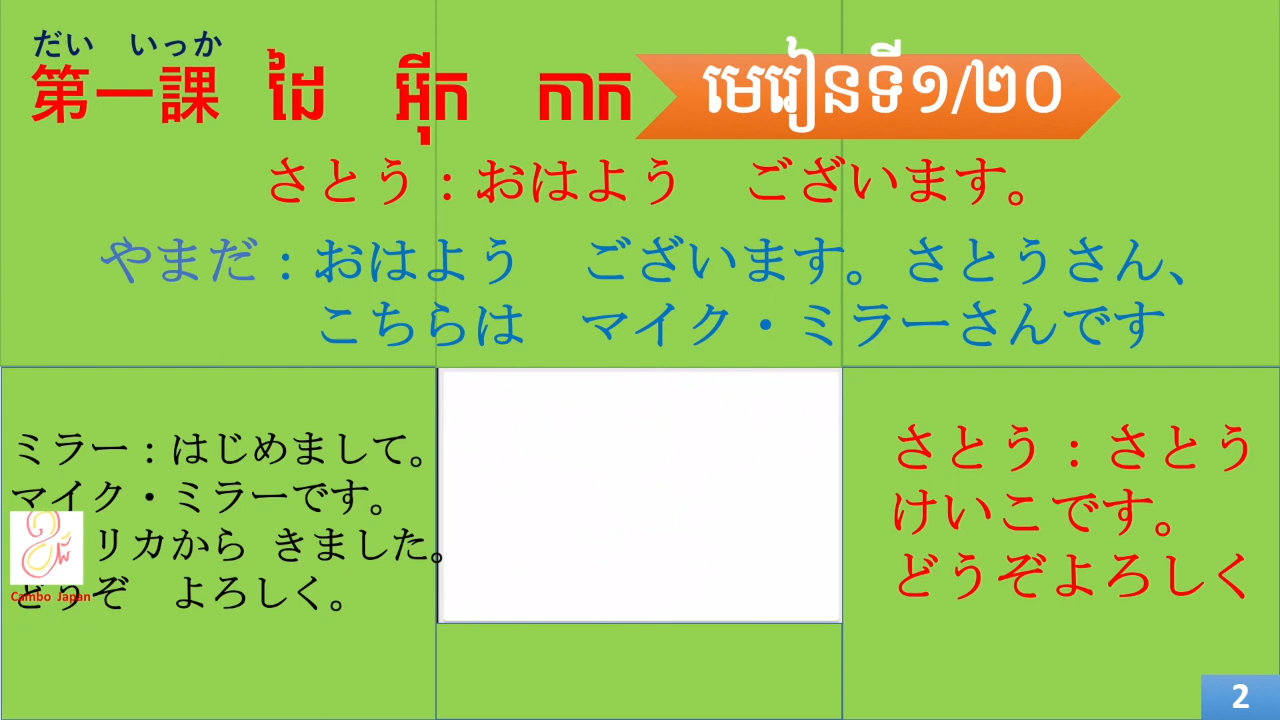 だい いっか
第一課 ដៃ អ៊ីុក កាក មេរៀនទី១/២០
さとう：おはよう ございます。
やまだ：おはよう ございます。さとうさん、
こちらは マイク・ミラーさんです
ミラー：はじめまして。
マイク・ミラーです。
リカから きました。
どうぞ よろしく。
Cambo Japan
さとう：さとう
けいこです。
どうぞよろしく
2